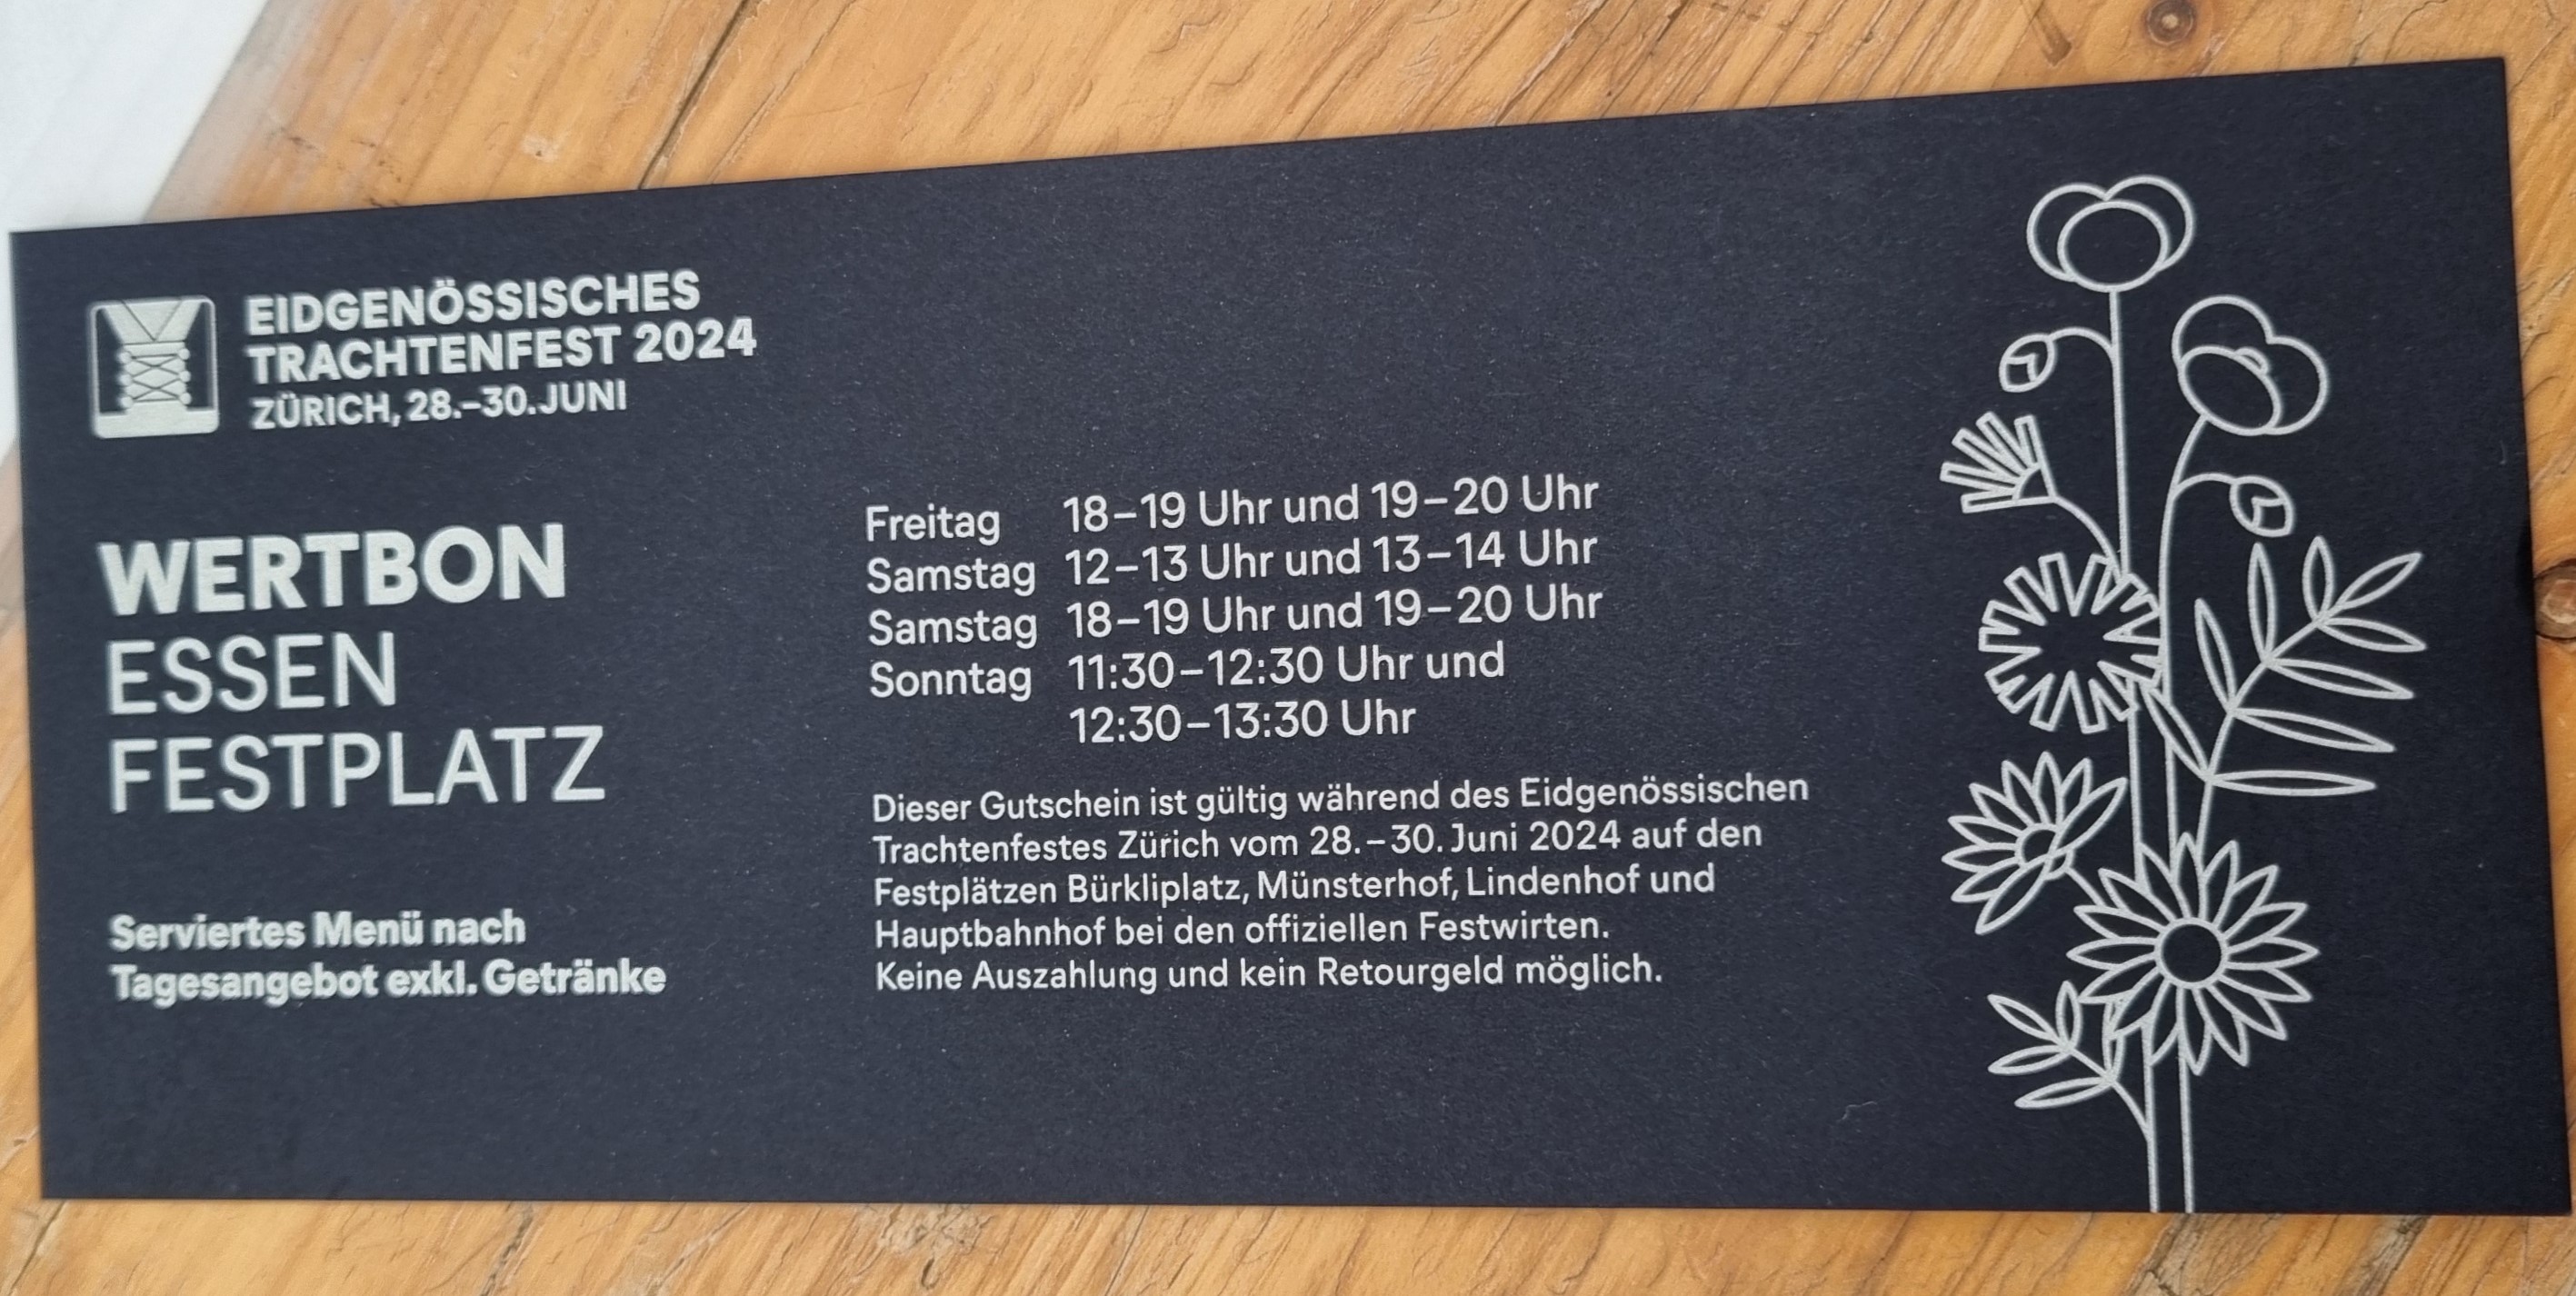 EIDGENÖSSISCHES
TRACHTENFEST 2024
ZÜRICH, 28.–30. JUNI
WERTBON
ESSEN
FESTPLATZ
Serviertes Menü nach
Tagesangebot exkl. Getränke
Freitag 18–19 Uhr und 19–20 Uhr
Samstag 12–13 Uhr und 13–14 Uhr
Samstag 18–19 Uhr und 19–20 Uhr
Sonntag 11:30–12:30 Uhr und
12:30–13:30 Uhr
Dieser Gutschein ist gültig während des Eidgenössischen
Trachtenfestes Zürich vom 28.–30. Juni 2024 auf den
Festplätzen Bürkliplatz, Münsterhof, Lindenhof und
Hauptbahnhof bei den offiziellen Festwirten.
Keine Auszahlung und kein Retourgeld möglich.